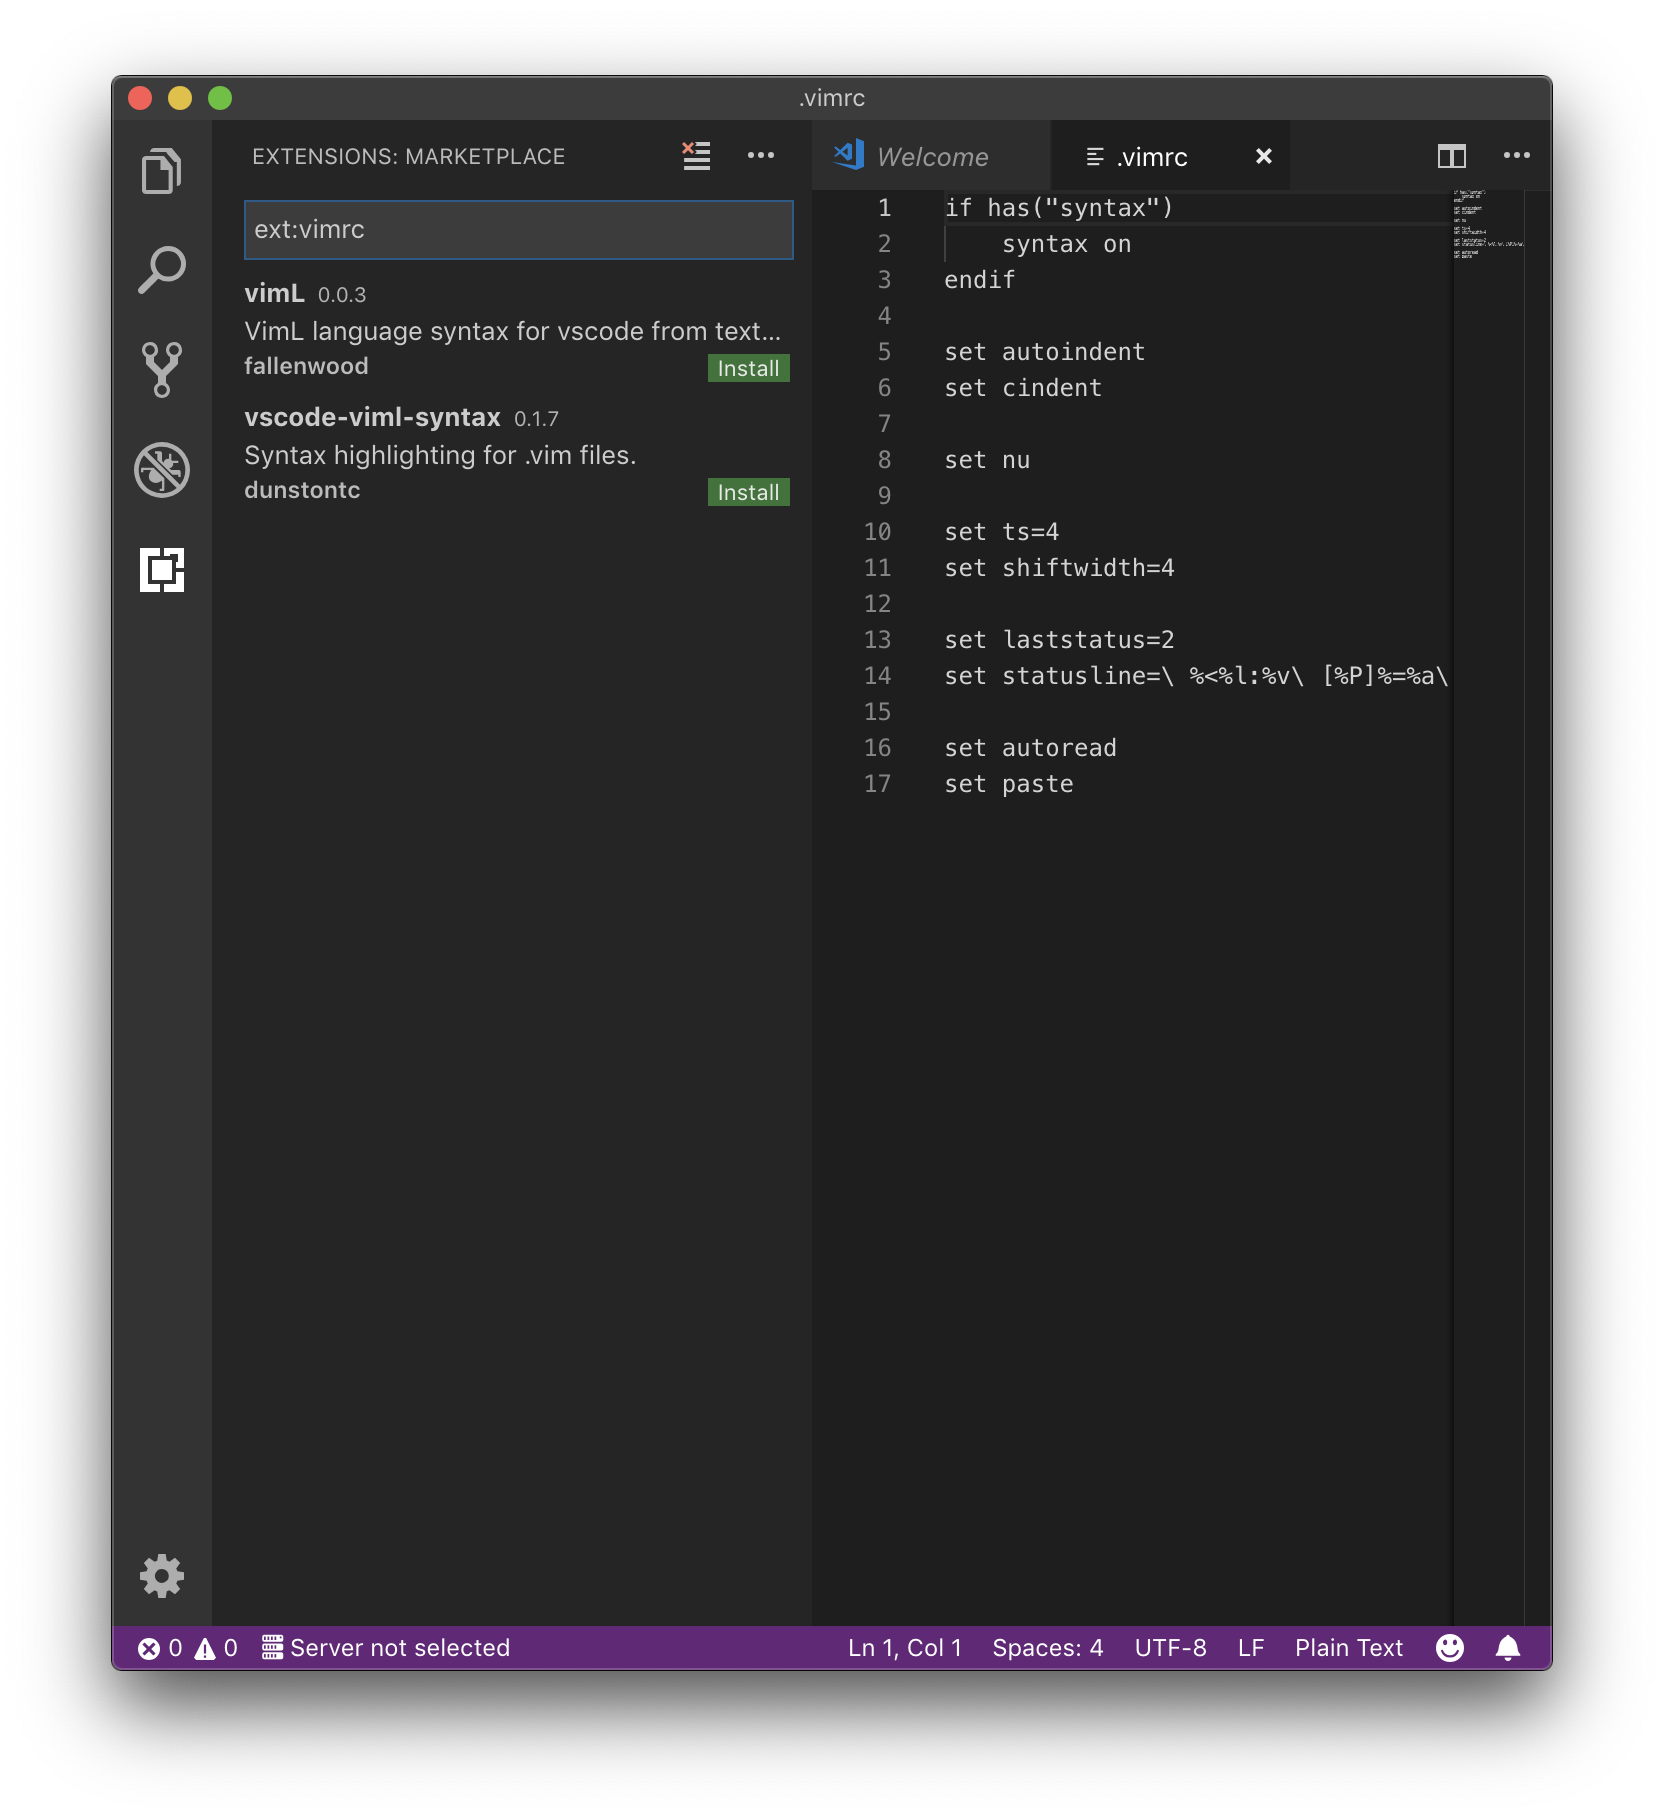 .vimrc
EXTENSIONS: MARKETPLACE
ext:vimrc
vimL 0.0.3
VimL language syntax for vscode from text...
fallenwood
Install
vscode-viml-syntax 0.1.7
Syntax highlighting for .vim files.
dunstontc
Install
Welcome
.vimrc
1 if has("syntax")
2     syntax on
3 endif
4
5 set autoindent
6 set cindent
7
8 set nu
9
10 set ts=4
11 set shiftwidth=4
12
13 set laststatus=2
14 set statusline=\ %<%l:%v\ [%P]%=%a\
15
16 set autoread
17 set paste
0 0 Server not selected Ln 1, Col 1 Spaces: 4 UTF-8 LF Plain Text